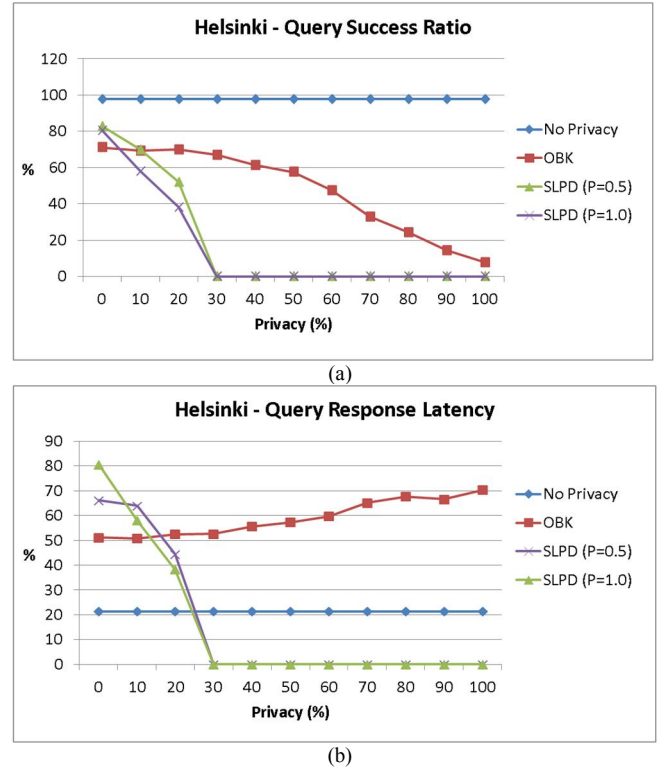 Helsinki - Query Success Ratio
120
100
80
60
40
20
0
%
0 10 20 30 40 50 60 70 80 90 100
Privacy (%)
No Privacy
OBK
SLPD (P=0.5)
SLPD (P=1.0)
(a)
Helsinki - Query Response Latency
90
80
70
60
50
40
30
20
10
0
%
0 10 20 30 40 50 60 70 80 90 100
Privacy (%)
No Privacy
OBK
SLPD (P=0.5)
SLPD (P=1.0)
(b)